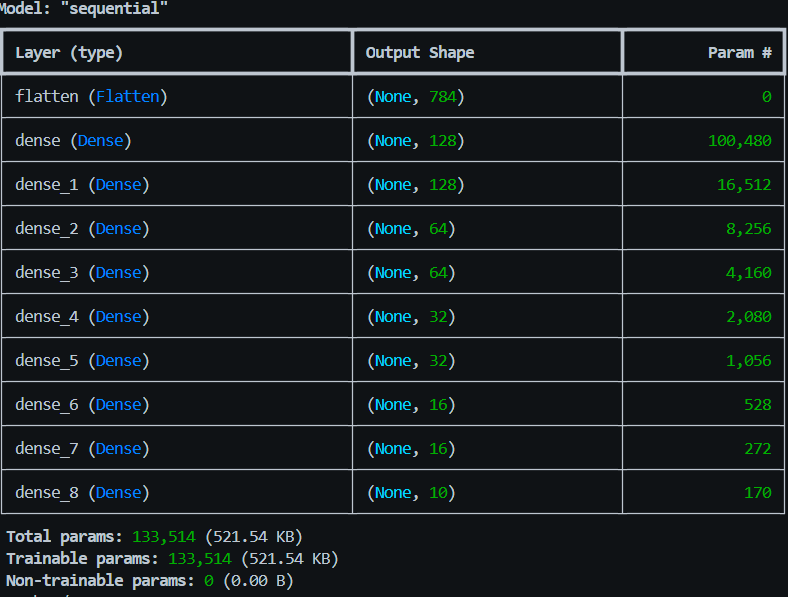 Model: "sequential"
Layer (type) Output Shape Param #
flatten (Flatten) (None, 784) 0
dense (Dense) (None, 128) 100,480
dense_1 (Dense) (None, 128) 16,512
dense_2 (Dense) (None, 64) 8,256
dense_3 (Dense) (None, 64) 4,160
dense_4 (Dense) (None, 32) 2,080
dense_5 (Dense) (None, 32) 1,056
dense_6 (Dense) (None, 16) 528
dense_7 (Dense) (None, 16) 272
dense_8 (Dense) (None, 10) 170
Total params: 133,514 (521.54 KB)
Trainable params: 133,514 (521.54 KB)
Non-trainable params: 0 (0.00 B)